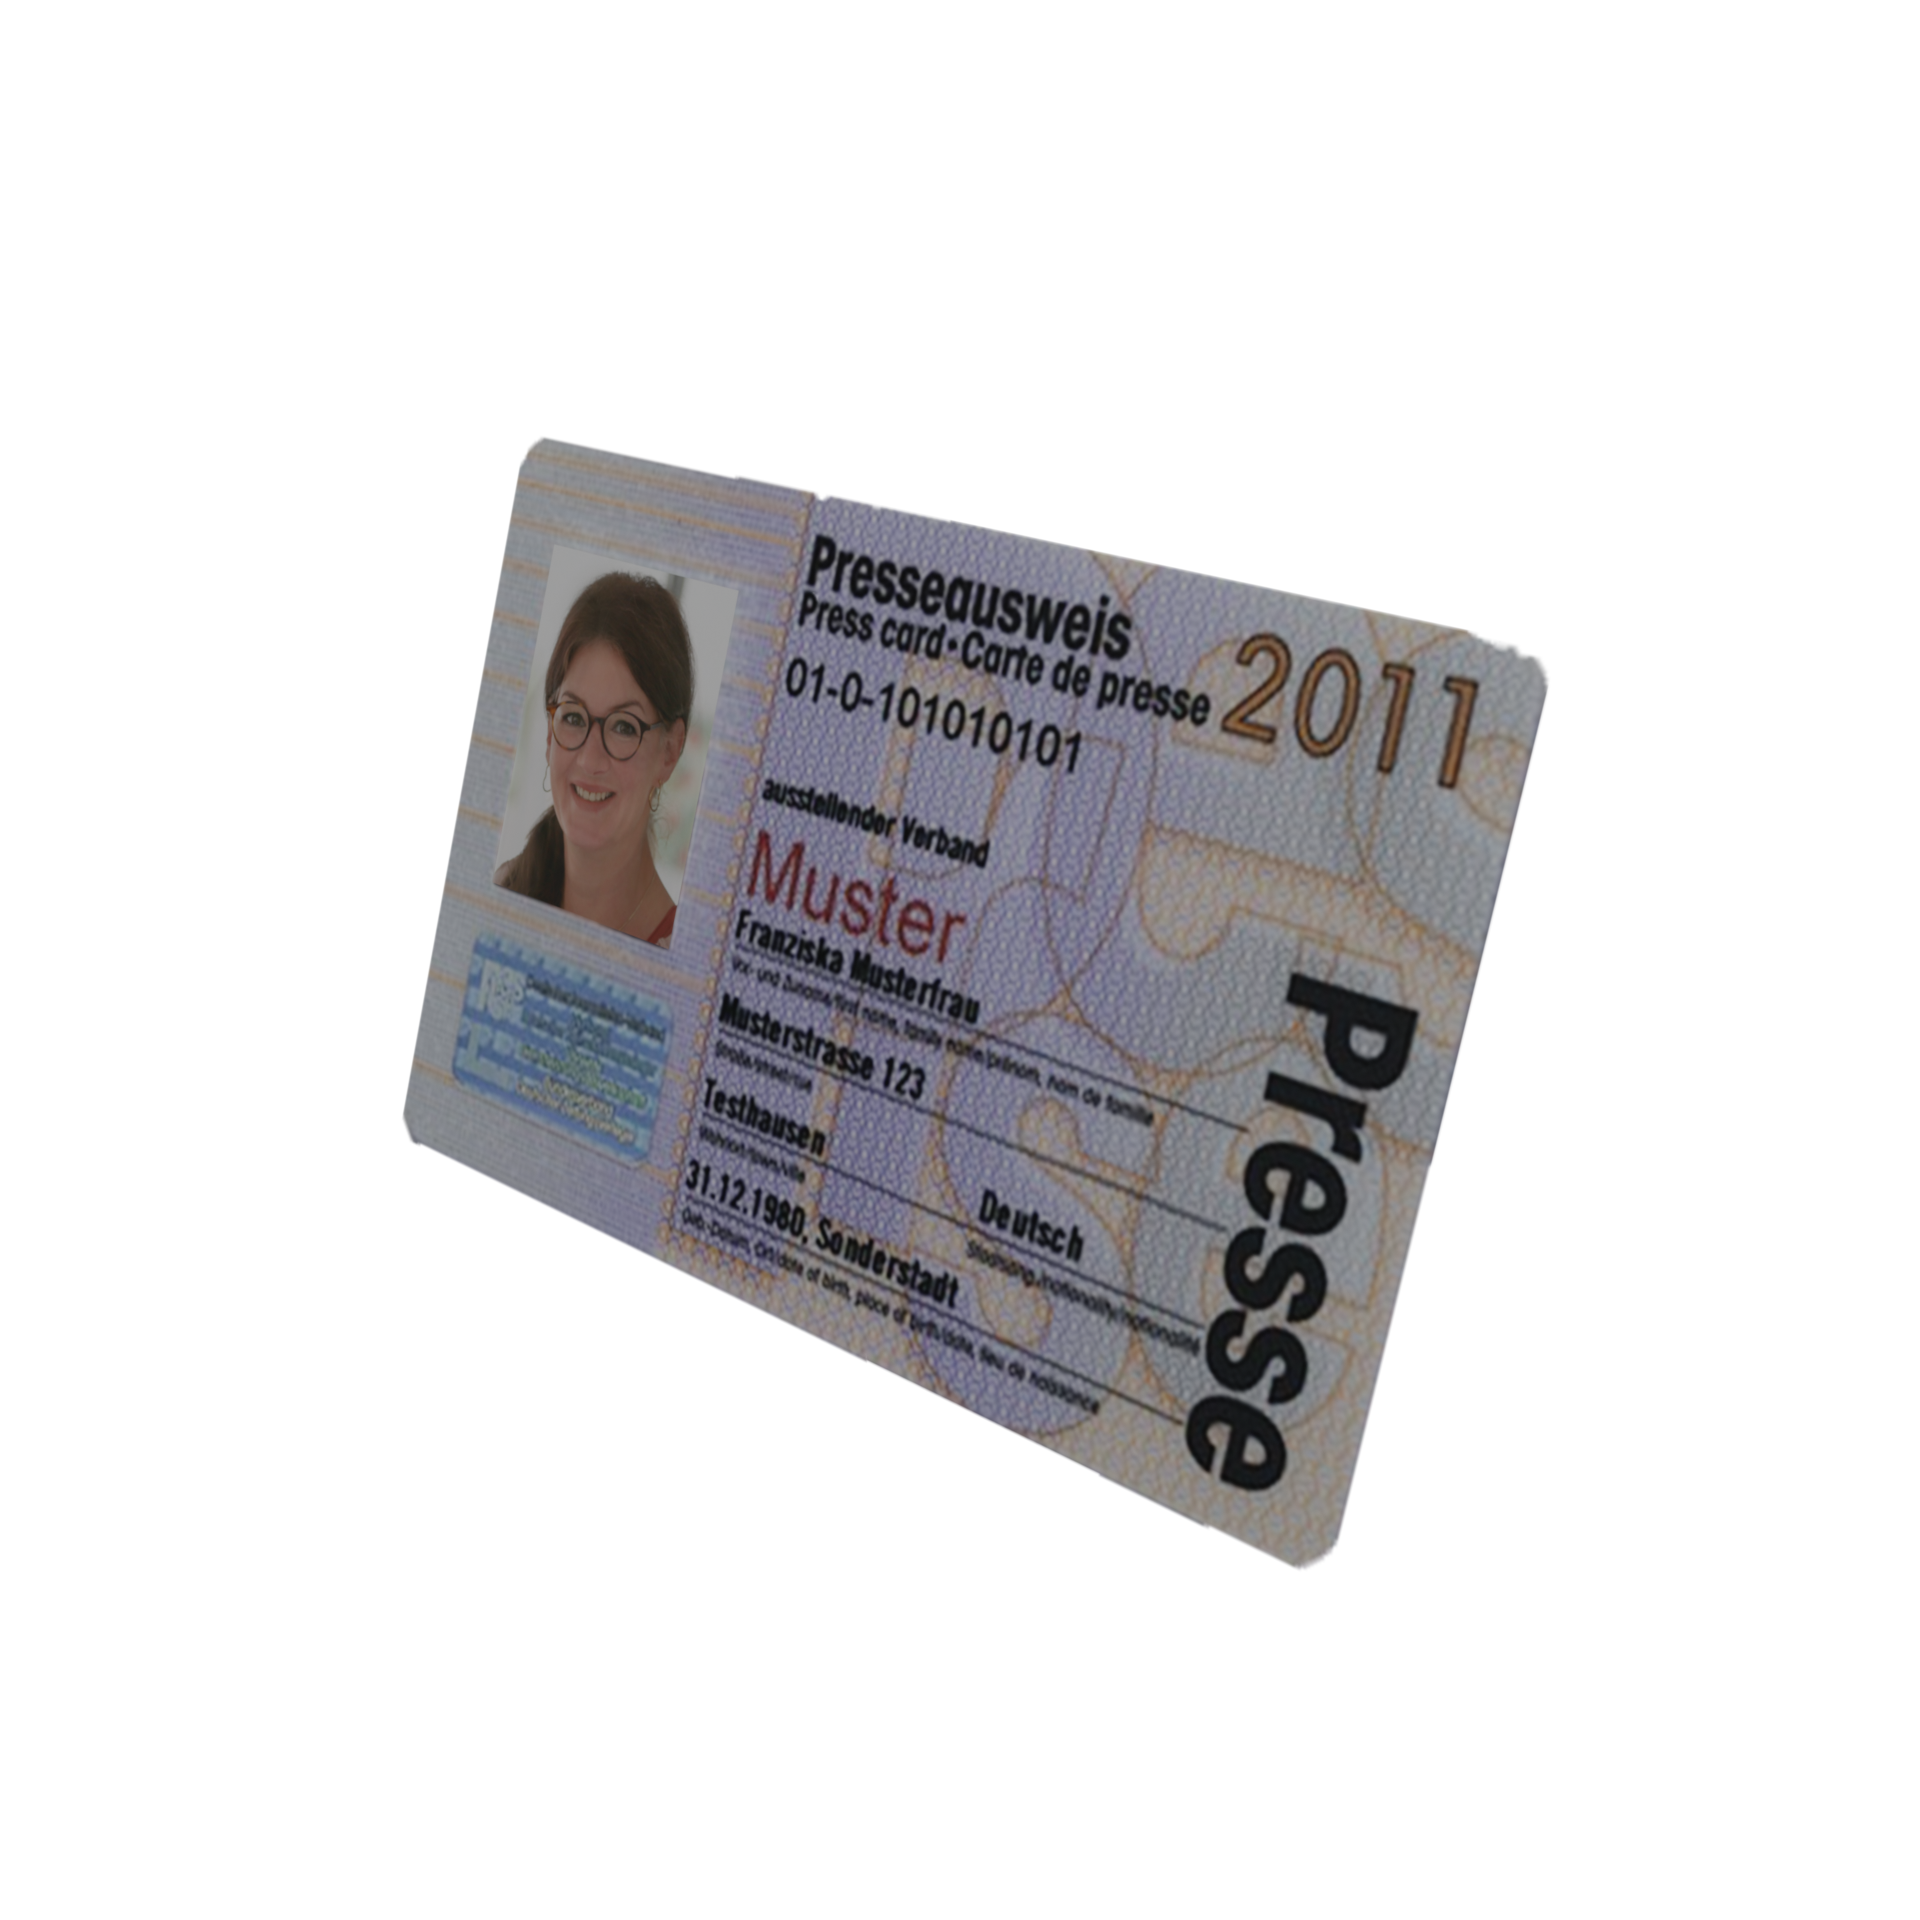 Presseausweis
Press card • Carte de presse
2011
01-0-101010101
ausstellender Verband
Muster
Franziska Musterfrau
Vor- und Zuname/first name, family name/prénom, nom de famille
Musterstrasse 123
Straße/street/rue
Testhausen
Wohnort/town/ville
Deutsch
Staatsang./nationality/nationalité
31.12.1980, Sonderstadt
Geb.-Datum, Ort/date of birth, place of birth/date, lieu de naissance
Presse